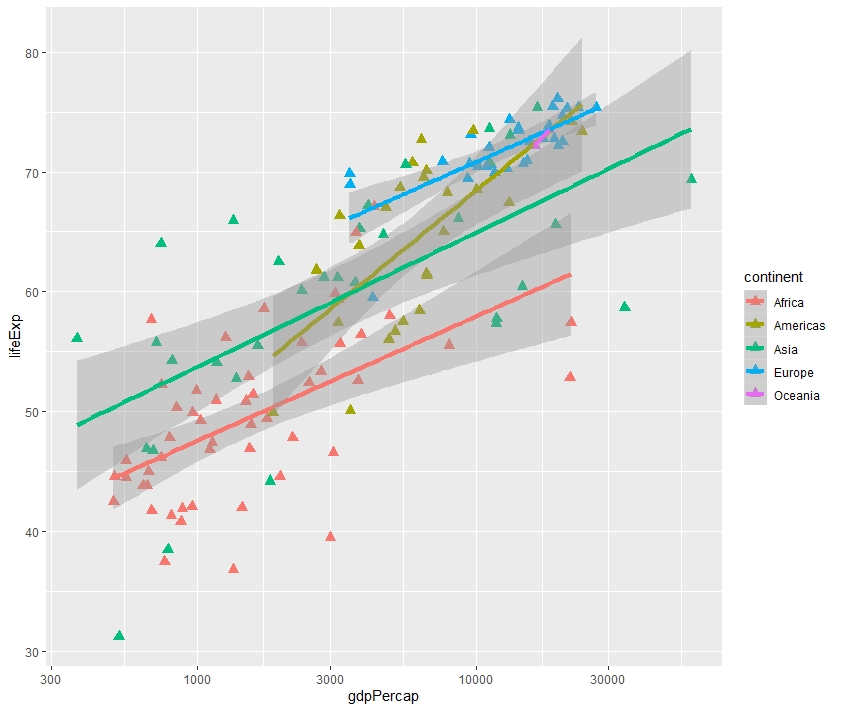 80
70
60
50
40
30
lifeExp
300
1000
3000
10000
30000
gdpPercap
continent
Africa
Americas
Asia
Europe
Oceania